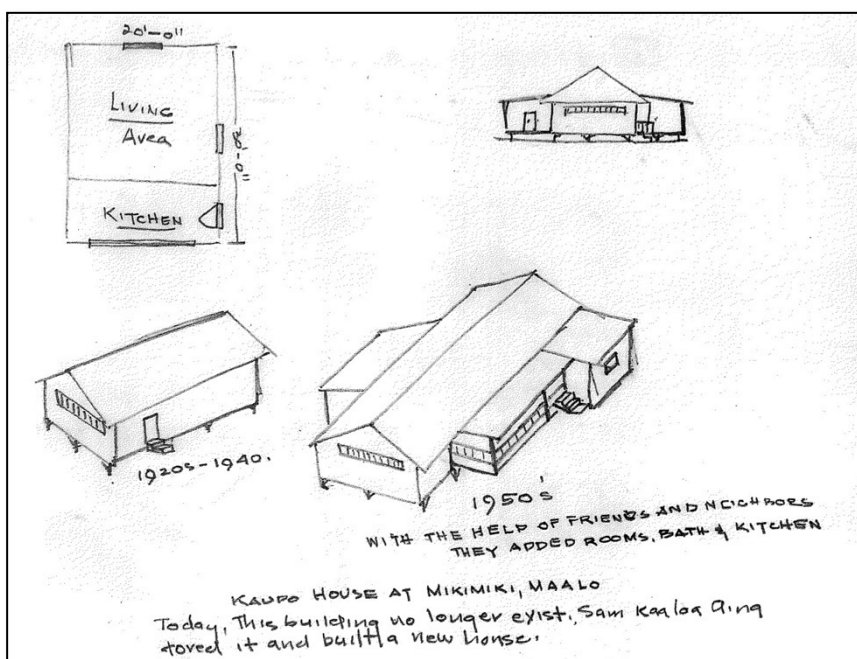 20'-0"
LIVING
Area
KITCHEN
1920s-1940.
1950's
WITH THE HELP OF FRIENDS AND NEIGHBORS
THEY ADDED ROOMS, BATH & KITCHEN
KAUPO HOUSE AT MIKIMIKI, MAALO
Today, This building no longer exist, Sam Kaaloa
it and built a new house.